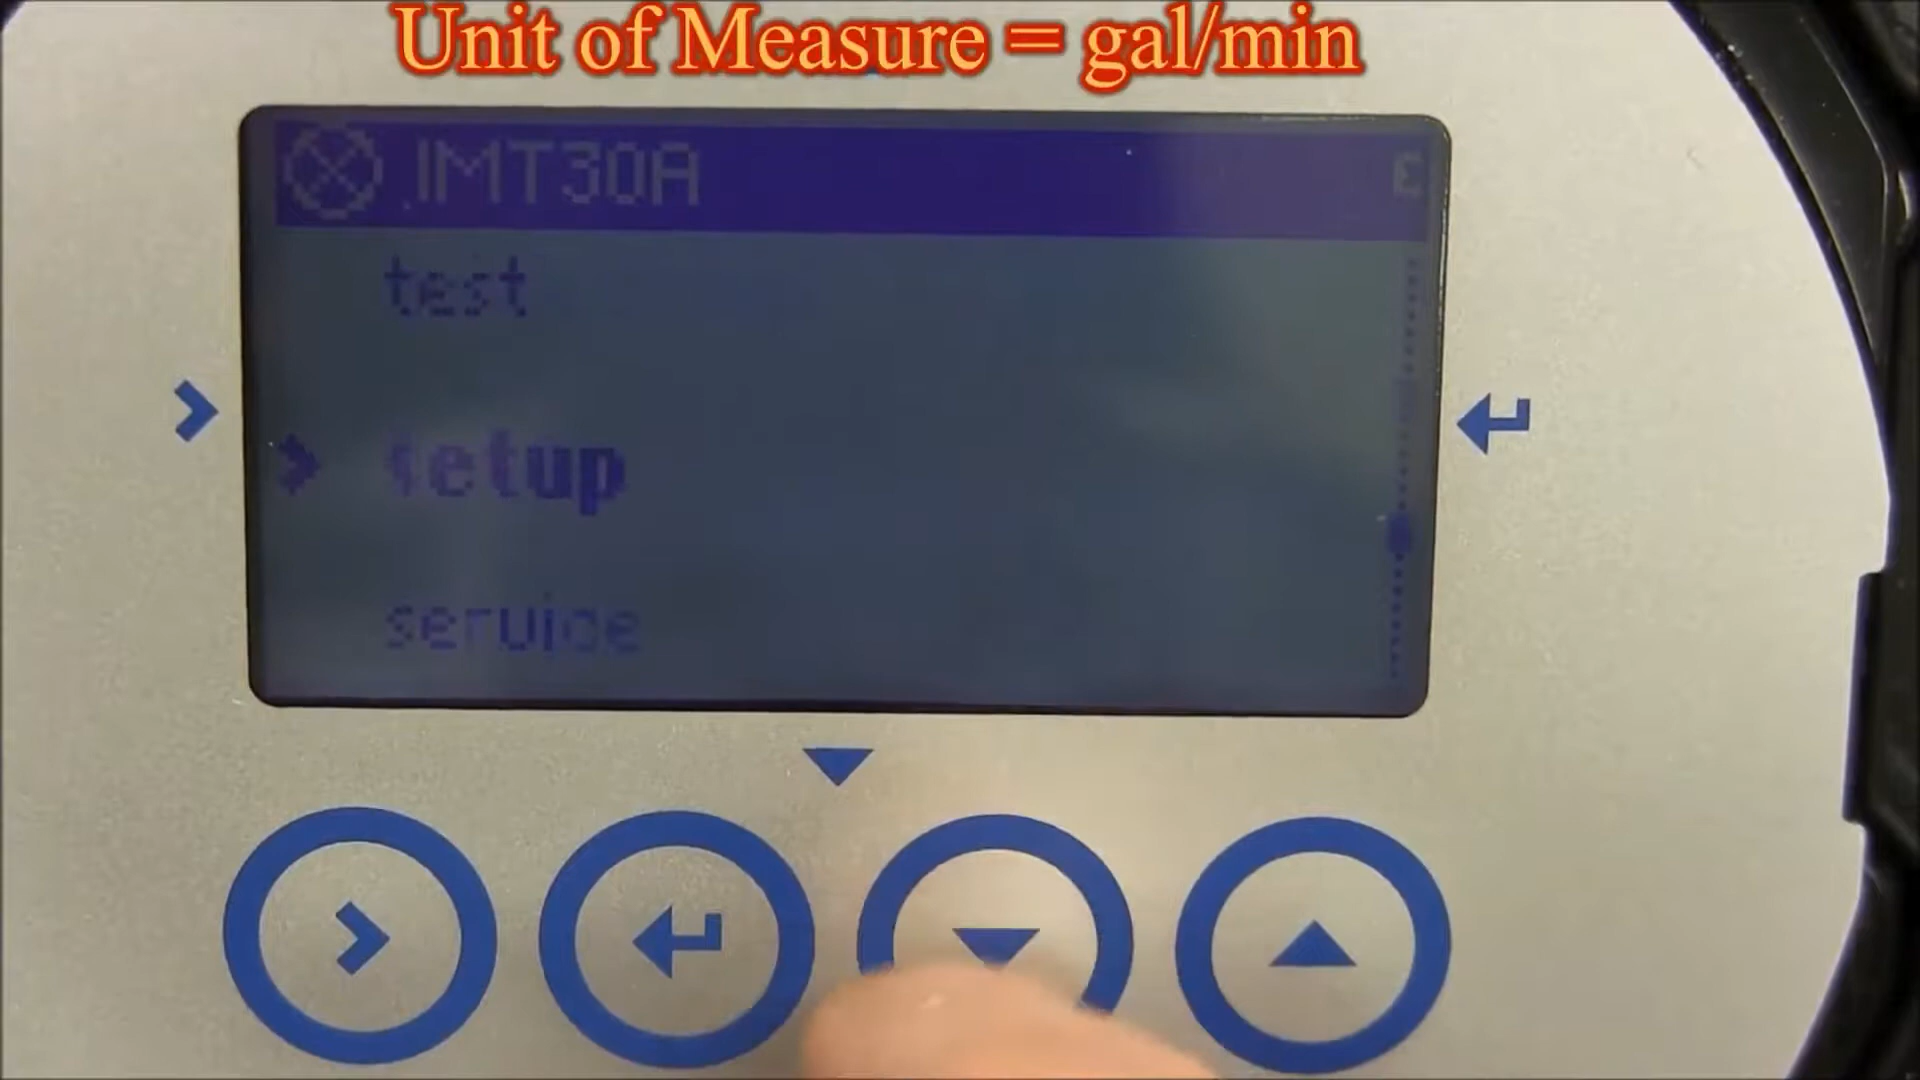 Unit of Measure = gal/min
IMT30A
test
setup
service